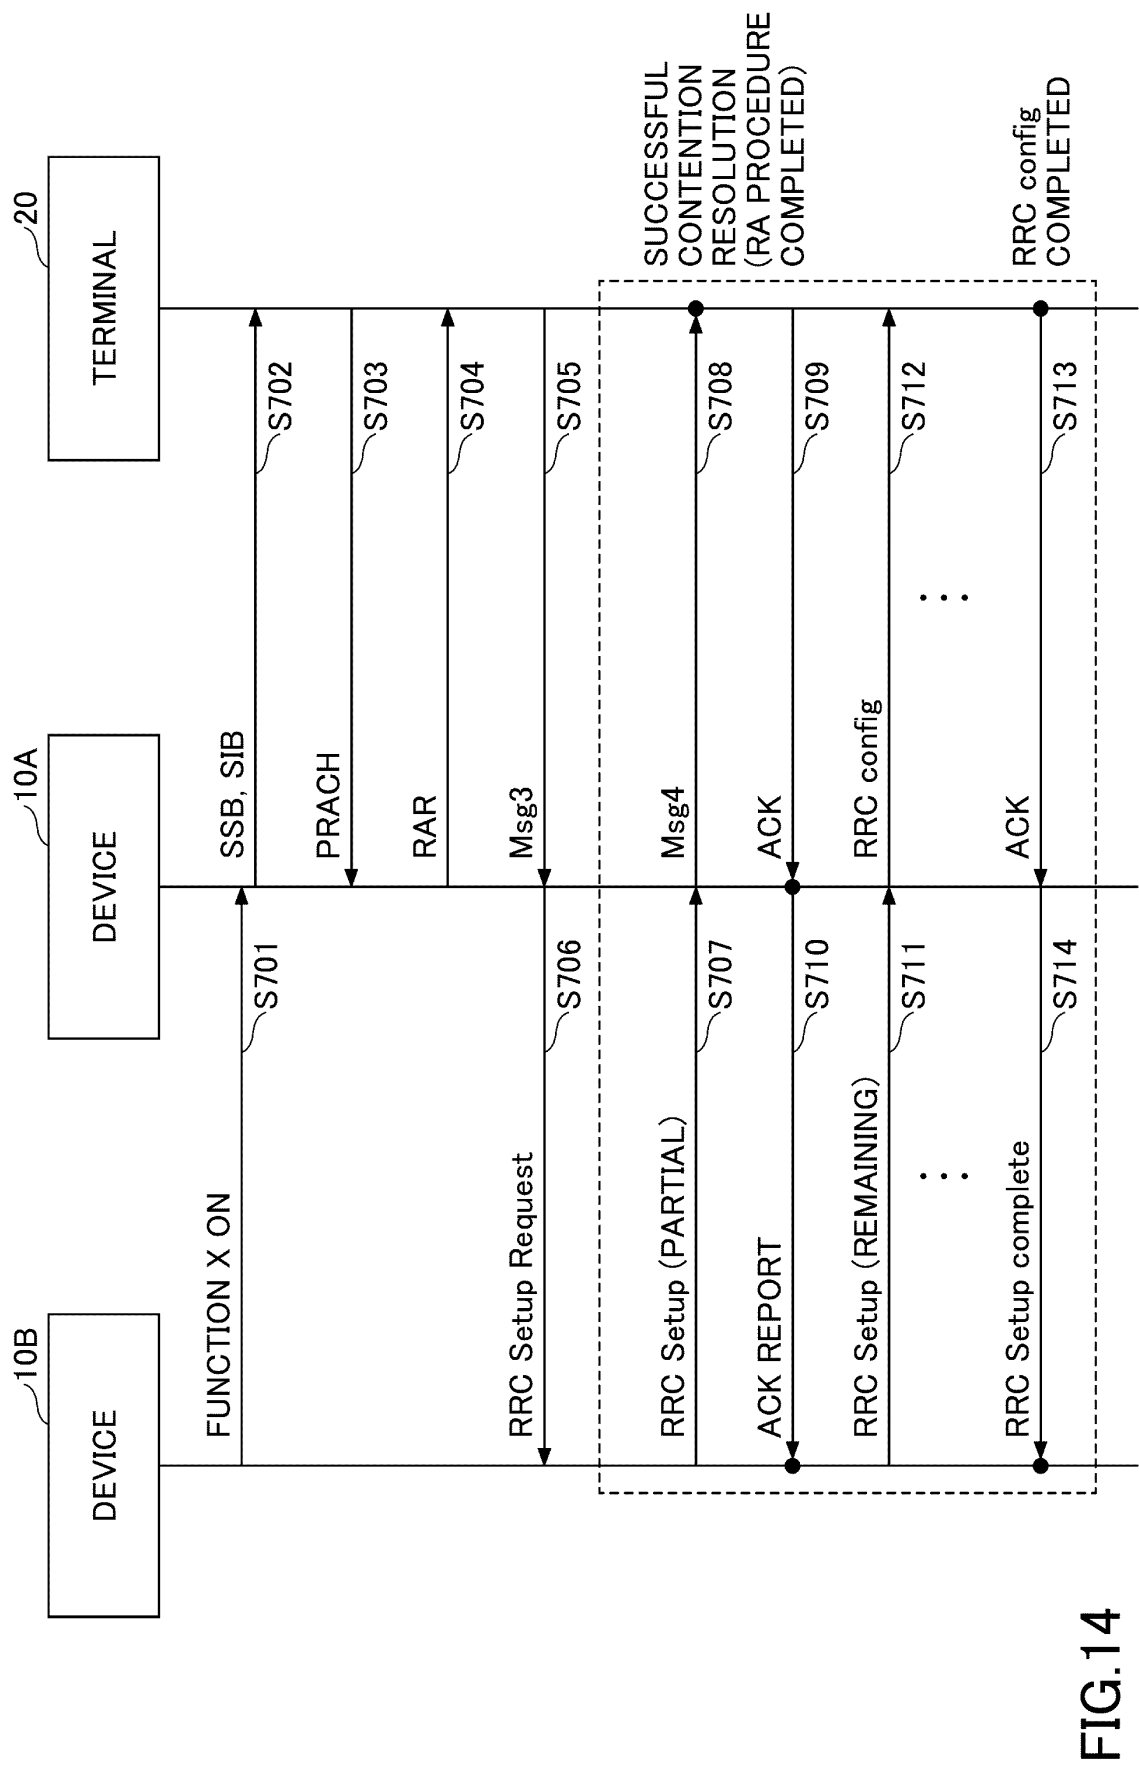 FIG.14
10B
10A
20
DEVICE
DEVICE
TERMINAL
FUNCTION X ON
S701
SSB, SIB
S702
PRACH
S703
RAR
S704
Msg3
S705
RRC Setup Request
S706
RRC Setup (PARTIAL)
S707
Msg4
S708
SUCCESSFUL
CONTENTION
RESOLUTION
(RA PROCEDURE
COMPLETED)
ACK
S709
ACK REPORT
S710
RRC Setup (REMAINING)
S711
RRC config
S712
...
...
ACK
S713
RRC config
COMPLETED
RRC Setup complete
S714